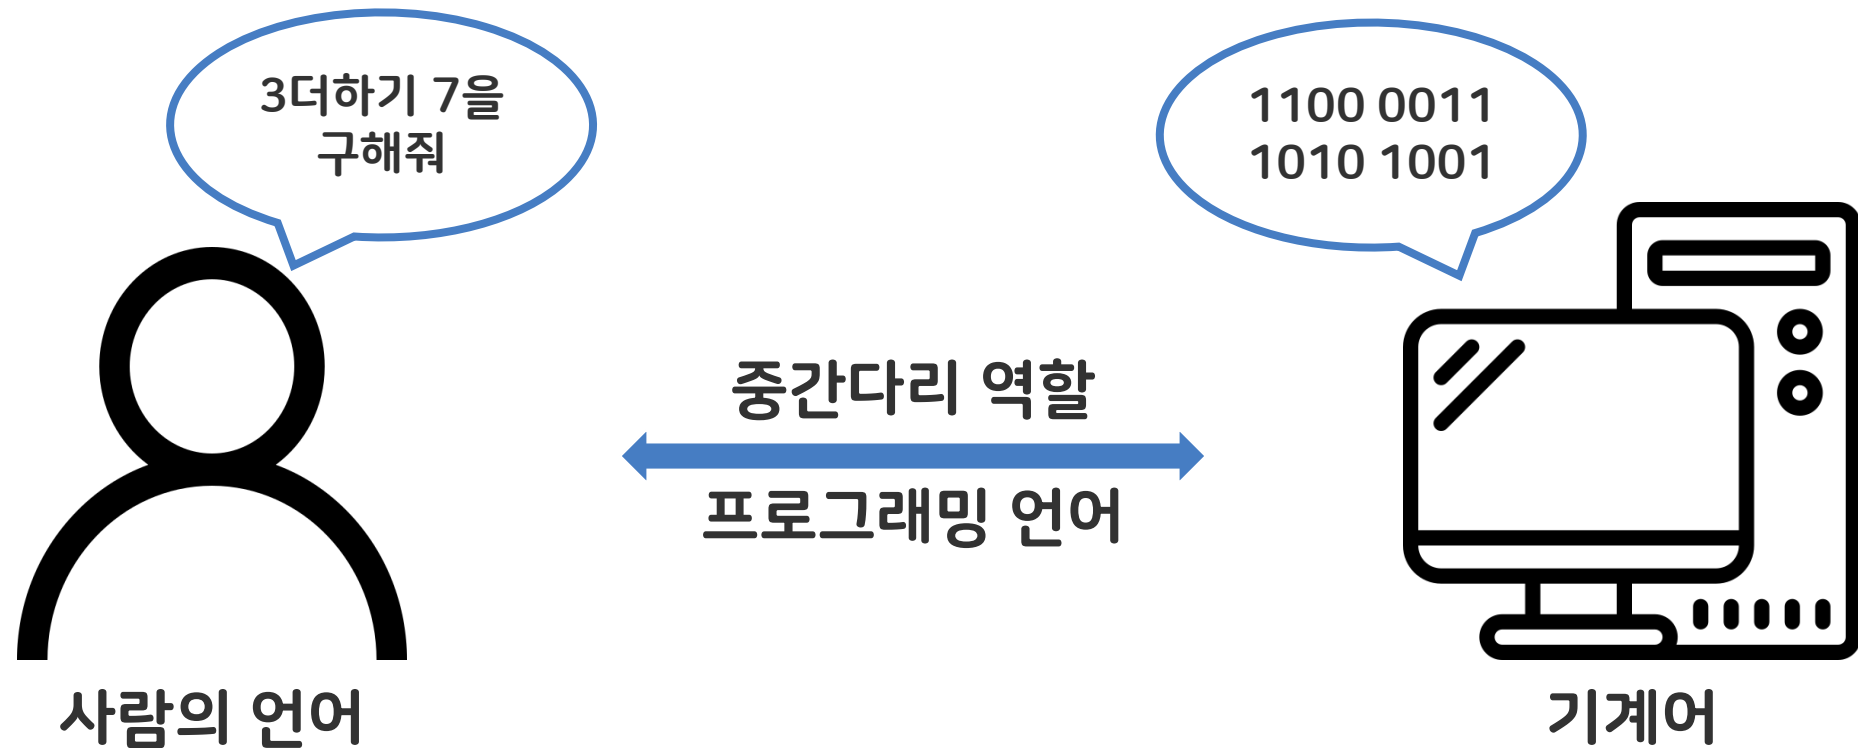 3더하기 7을
구해줘
1100 0011
1010 1001
중간다리 역할
프로그래밍 언어
사람의 언어
기계어